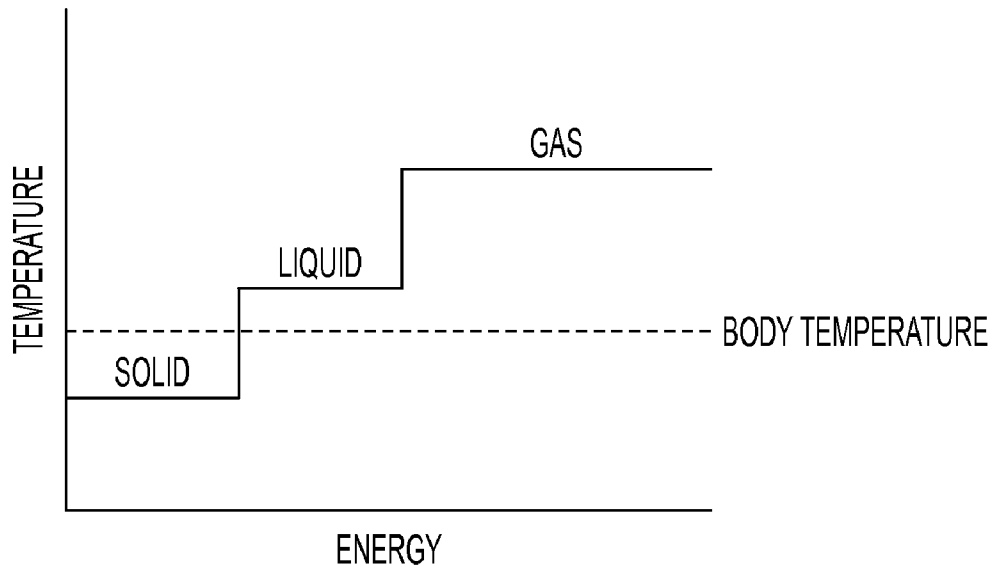 GAS
LIQUID
TEMPERATURE
BODY TEMPERATURE
SOLID
ENERGY